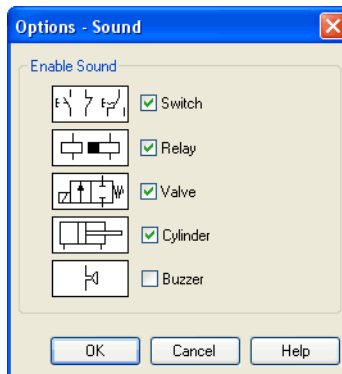 Options - Sound
Enable Sound
Switch
Relay
Valve
Cylinder
Buzzer
OK Cancel Help